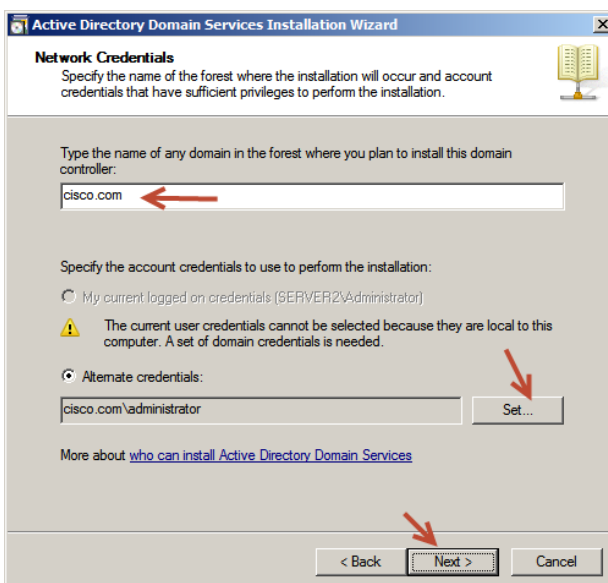 Active Directory Domain Services Installation Wizard
Network Credentials
Specify the name of the forest where the installation will occur and account
credentials that have sufficient privileges to perform the installation.
Type the name of any domain in the forest where you plan to install this domain
controller:
cisco.com
Specify the account credentials to use to perform the installation:
My current logged on credentials (SERVER2\Administrator)
The current user credentials cannot be selected because they are local to this
computer. A set of domain credentials is needed.
Alternate credentials:
cisco.com\administrator
Set...
More about who can install Active Directory Domain Services
< Back
Next >
Cancel